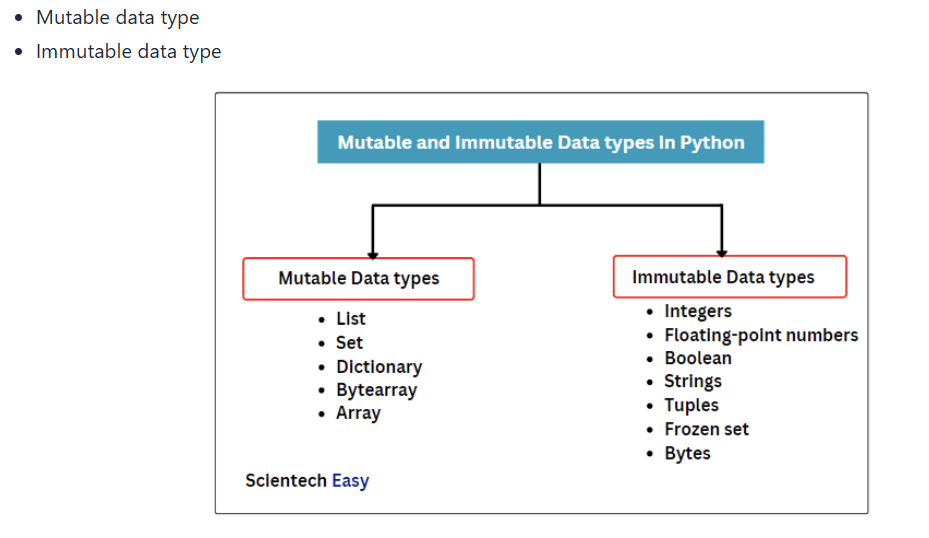 Mutable data type
Immutable data type
Mutable and Immutable Data types in Python
Mutable Data types
List
Set
Dictionary
Bytearray
Array
Immutable Data types
Integers
Floating-point numbers
Boolean
Strings
Tuples
Frozen set
Bytes
Scientech Easy